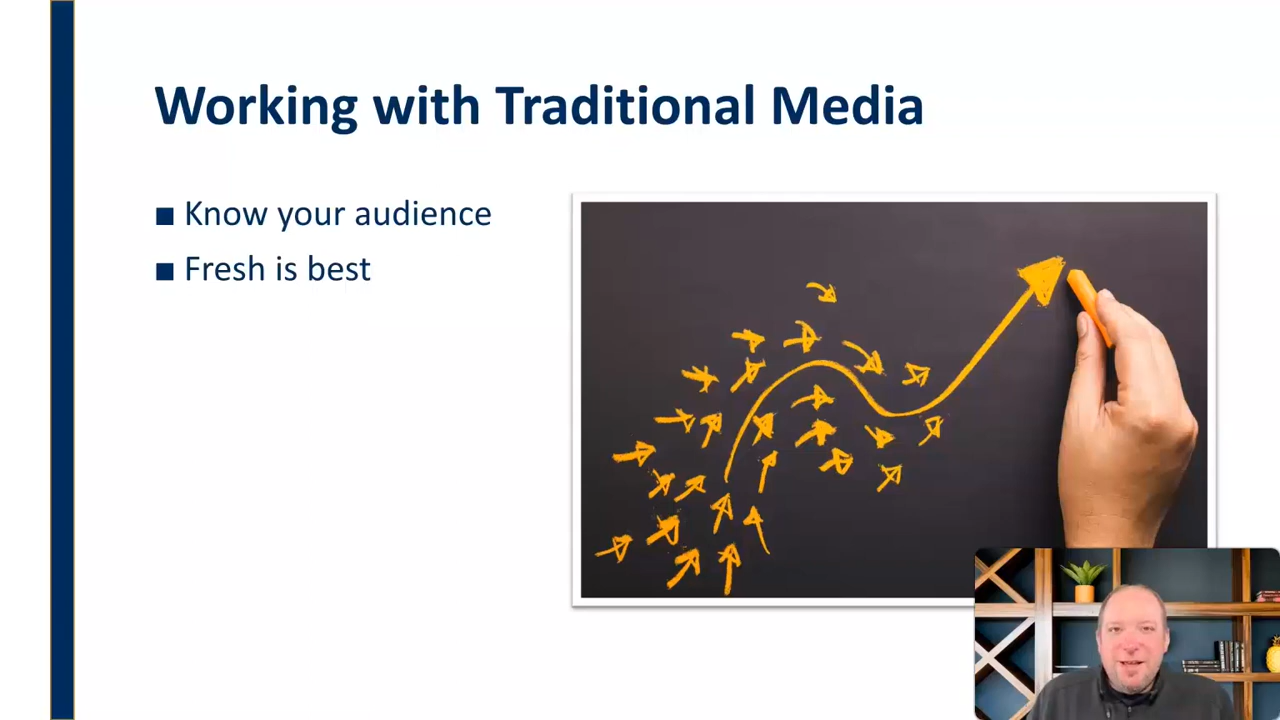 Working with Traditional Media
■ Know your audience
■ Fresh is best